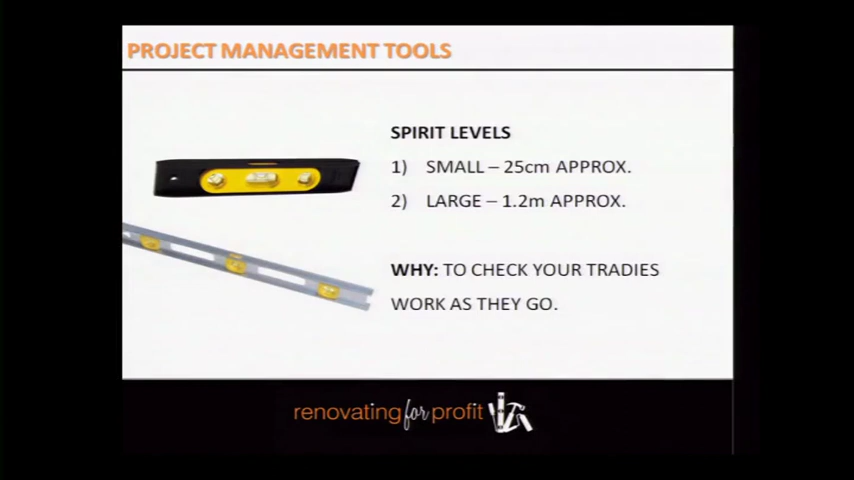 PROJECT MANAGEMENT TOOLS
SPIRIT LEVELS
1) SMALL – 25cm APPROX.
2) LARGE – 1.2m APPROX.
WHY: TO CHECK YOUR TRADIES
WORK AS THEY GO.
renovating for profit